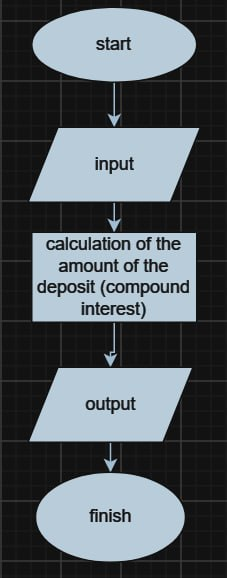 start
input
calculation of the
amount of the
deposit (compound
interest)
output
finish